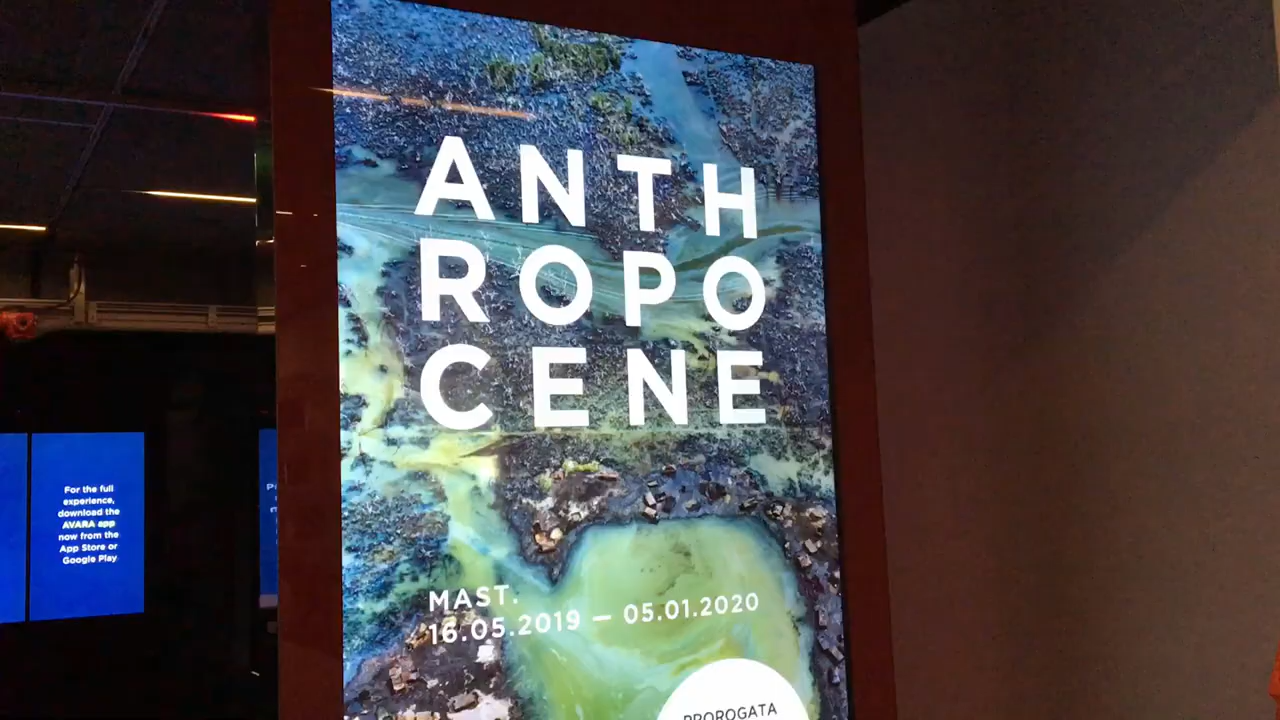 ANTH
ROPO
CENE
MAST.
16.05.2019 — 05.01.2020
PROROGATA
For the full
experience,
download the
AVARA app
now from the
App Store or
Google Play